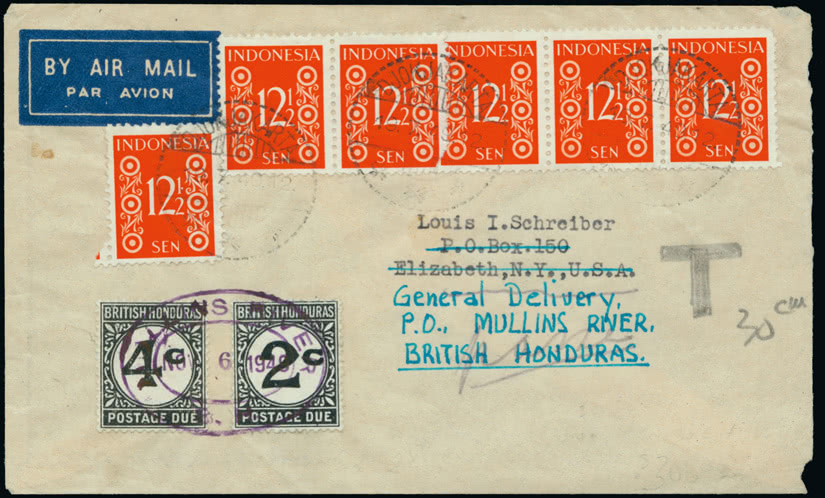 BY AIR MAIL
PAR AVION
INDONESIA
12½
SEN
INDONESIA
12½
SEN
INDONESIA
12½
SEN
INDONESIA
12½
SEN
INDONESIA
12½
SEN
INDONESIA
12½
SEN
Louis I.Schreiber
P.O.Box.150
Elizabeth,N.Y.,U.S.A.
General Delivery,
P.O., MULLINS RIVER,
BRITISH HONDURAS.
T
30 cm
BRITISH HONDURAS
4c
POSTAGE DUE
BRITISH HONDURAS
2c
POSTAGE DUE